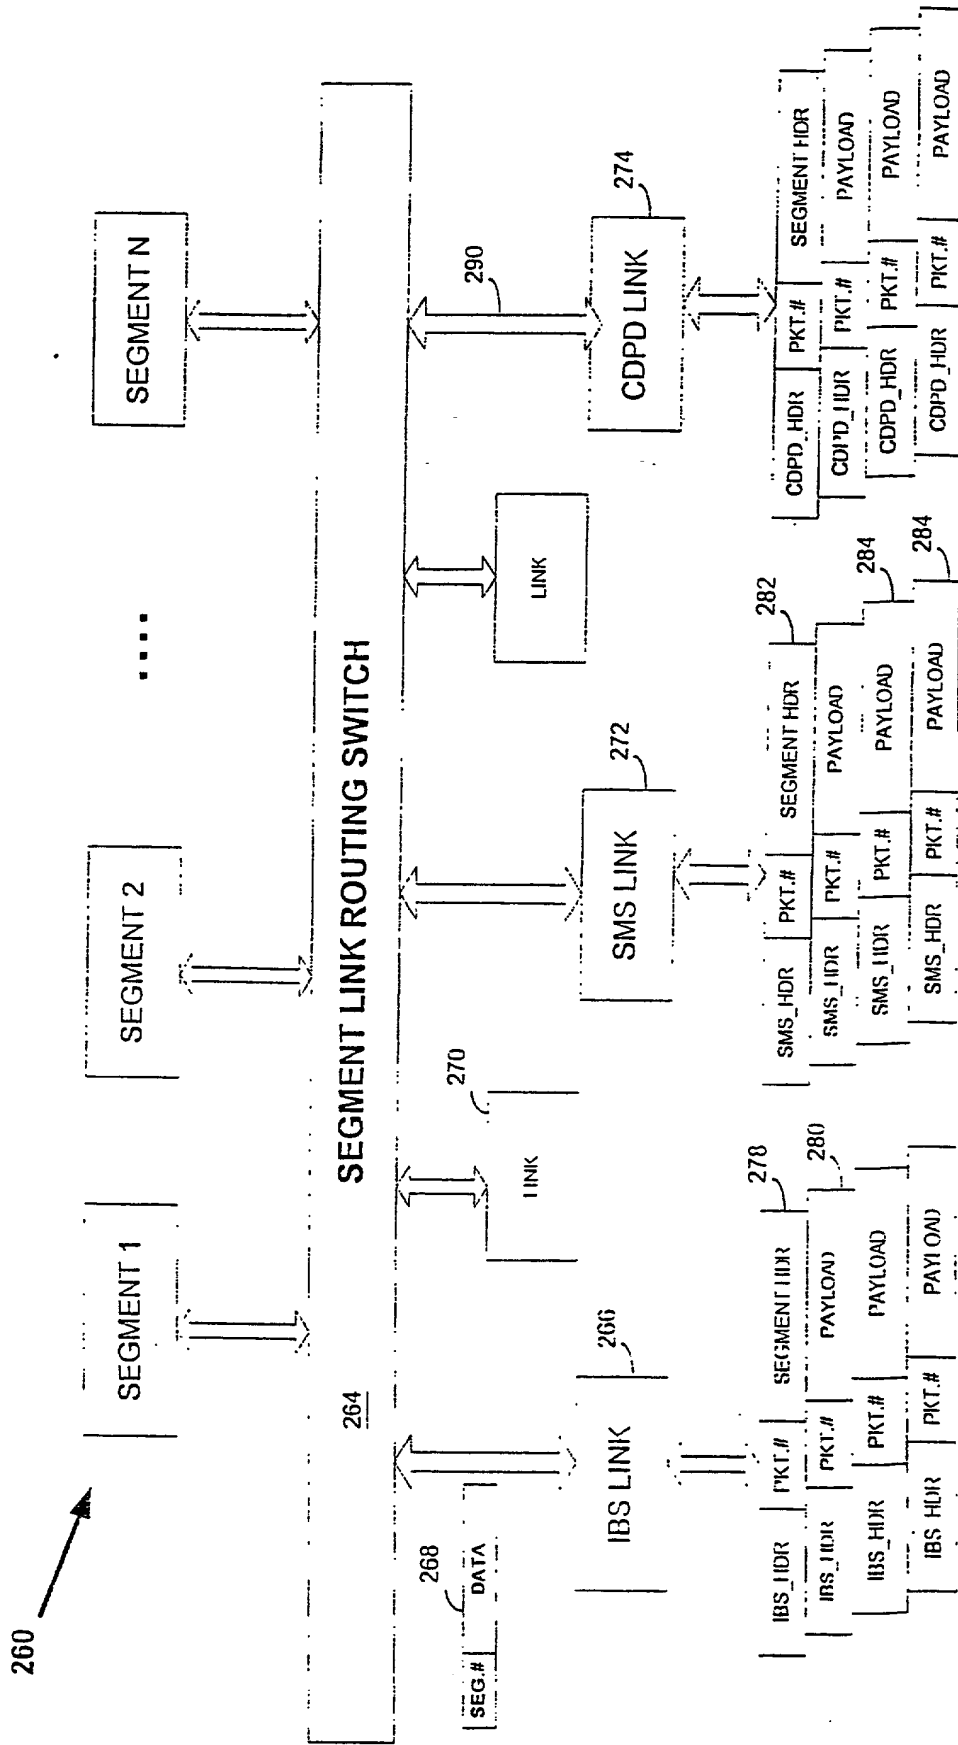 260
SEGMENT 1
SEGMENT 2
....
SEGMENT N
264
SEGMENT LINK ROUTING SWITCH
SEG.# DATA
268
IBS LINK
266
LINK
270
SMS LINK
272
LINK
290
CDPD LINK
274
IBS_HDR PKT.# SEGMENT HDR
278
IBS_HDR PKT.# PAYLOAD
280
IBS_HDR PKT.# PAYLOAD
IBS HDR PKT.# PAYLOAD
SMS_HDR PKT.# SEGMENT HDR
282
SMS_HDR PKT.# PAYLOAD
SMS_HDR PKT.# PAYLOAD
284
SMS_HDR PKT.# PAYLOAD
284
CDPD_HDR PKT.# SEGMENT HDR
CDPD_HDR PKT.# PAYLOAD
CDPD_HDR PKT.# PAYLOAD
CDPD_HDR PKT.# PAYLOAD